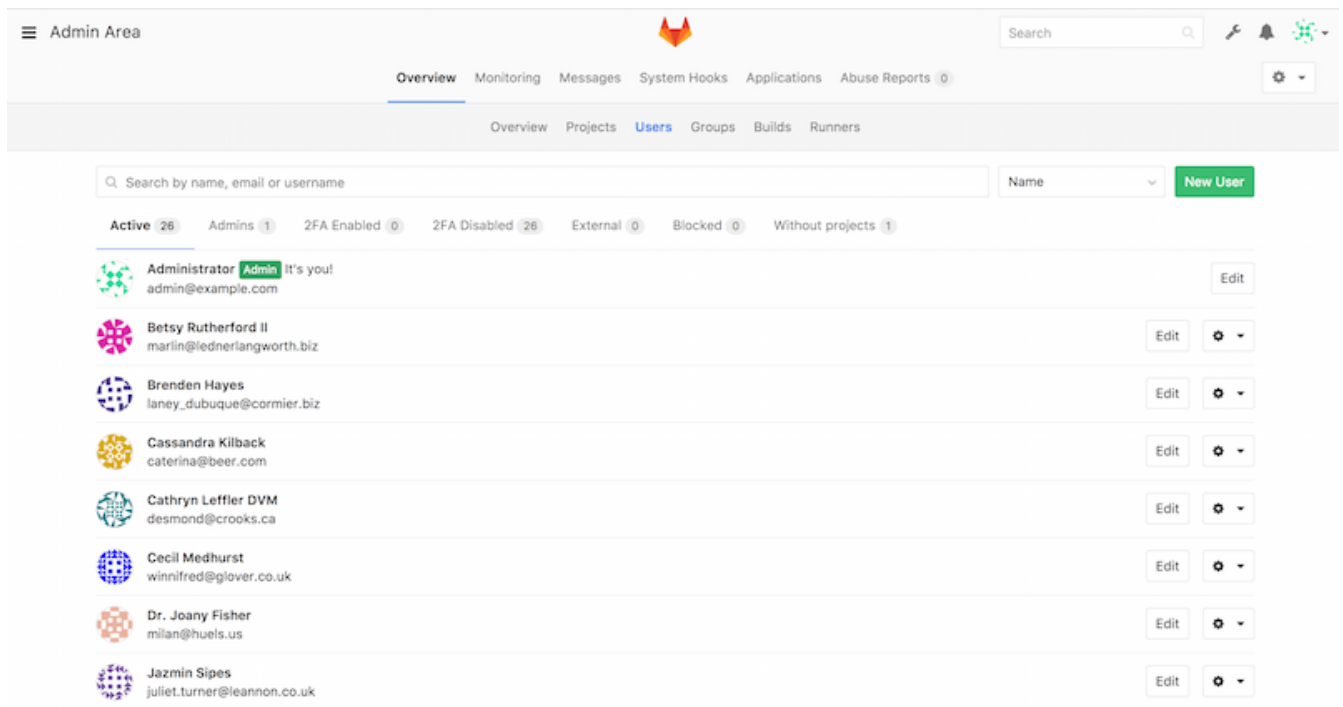 Admin Area
Search
Overview Monitoring Messages System Hooks Applications Abuse Reports 0
Overview Projects Users Groups Builds Runners
Search by name, email or username
Name
New User
Active 26 Admins 1 2FA Enabled 0 2FA Disabled 26 External 0 Blocked 0 Without projects 1
Administrator Admin It's you!
admin@example.com
Edit
Betsy Rutherford II
marlin@lednerlangworth.biz
Edit
Brenden Hayes
laney_dubuque@cormier.biz
Edit
Cassandra Kilback
caterina@beer.com
Edit
Cathryn Leffler DVM
desmond@crooks.ca
Edit
Cecil Medhurst
winnifred@glover.co.uk
Edit
Dr. Joany Fisher
milan@huels.us
Edit
Jazmin Sipes
juliet.turner@leannon.co.uk
Edit